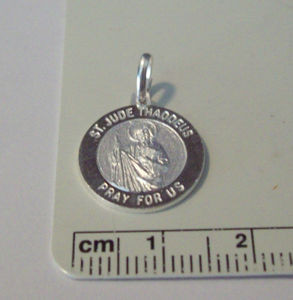 ST. JUDE THADDEUS
PRAY FOR US
cm 1 2